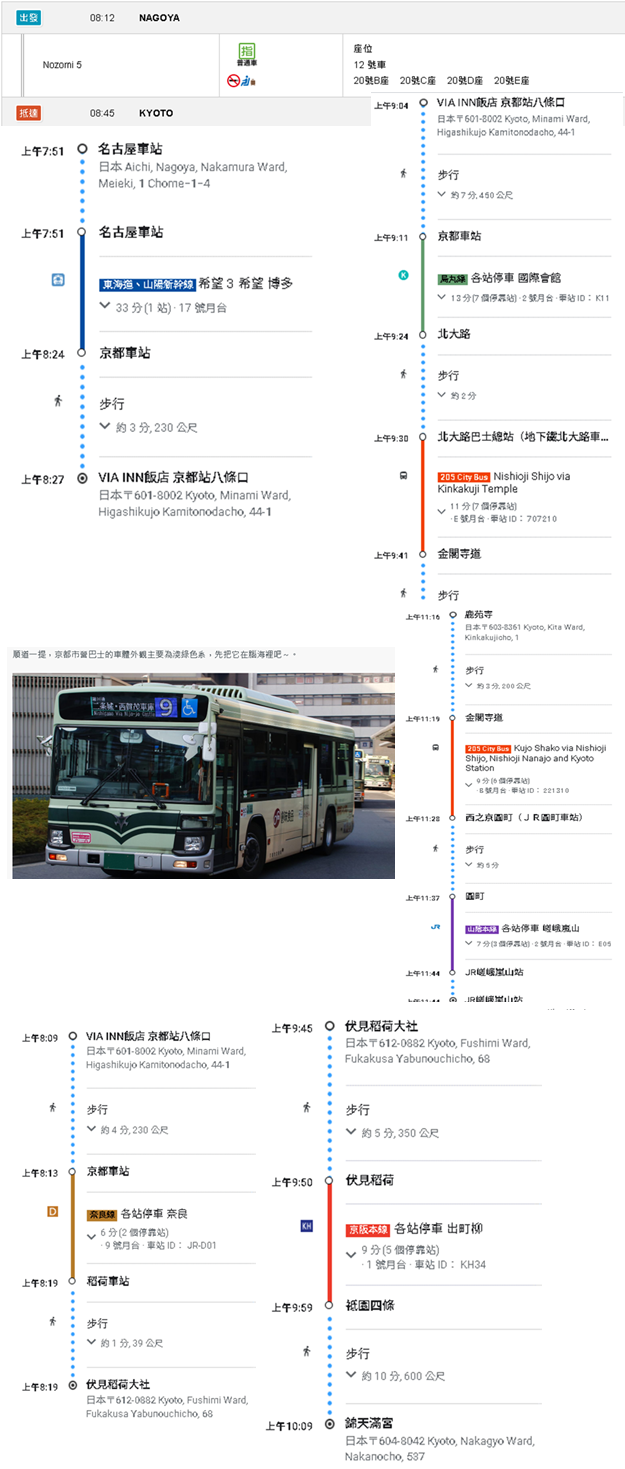 出發 08:12 NAGOYA
Nozomi 5
指
普通車
座位
12 號車
20號B座 20號C座 20號D座 20號E座
抵達 08:45 KYOTO
上午7:51 名古屋車站
日本 Aichi, Nagoya, Nakamura Ward,
Meieki, 1 Chome-1-4
上午7:51 名古屋車站
東海道、山陽新幹線 希望 3 希望 博多
33 分(1 站) · 17 號月台
上午8:24 京都車站
步行
約 3 分, 230 公尺
上午8:27 VIA INN飯店 京都站八條口
日本〒601-8002 Kyoto, Minami Ward,
Higashikujo Kamitonodacho, 44-1
上午9:04 VIA INN飯店 京都站八條口
日本〒601-8002 Kyoto, Minami Ward,
Higashikujo Kamitonodacho, 44-1
步行
約 7 分, 460 公尺
上午9:11 京都車站
K
烏丸線 各站停車 國際會館
13 分(7 個停靠站) · 2 號月台 · 車站 ID： K11
上午9:24 北大路
步行
約 2 分
上午9:30 北大路巴士總站（地下鐵北大路車...
205 City Bus Nishioji Shijo via
Kinkakuji Temple
11 分(7 個停靠站)
· E 號月台 · 車站 ID： 707210
上午9:41 金閣寺道
步行
上午11:16 鹿苑寺
日本〒603-8361 Kyoto, Kita Ward,
Kinkakujicho, 1
步行
約 3 分, 200 公尺
上午11:19 金閣寺道
205 City Bus Kujo Shako via Nishioji
Shijo, Nishioji Nanajo and Kyoto
Station
9 分(6 個停靠站)
· B 號月台 · 車站 ID： 221310
上午11:28 西之京圓町（ＪＲ圓町車站）
步行
約 5 分
上午11:37 圓町
JR
山陰本線 各站停車 嵯峨嵐山
7 分(3 個停靠站) · 2 號月台 · 車站 ID： E05
上午11:44 JR嵯峨嵐山站
上午11:44 JR嵯峨嵐山站
順道一提，京都市營巴士的車體外觀主要為淺綠色系，先把它在腦海裡吧～。
二条城・西賀茂車庫
9
上午8:09 VIA INN飯店 京都站八條口
日本〒601-8002 Kyoto, Minami Ward,
Higashikujo Kamitonodacho, 44-1
步行
約 4 分, 230 公尺
上午8:13 京都車站
D
奈良線 各站停車 奈良
6 分(2 個停靠站)
· 9 號月台 · 車站 ID： JR-D01
上午8:19 稻荷車站
步行
約 1 分, 39 公尺
上午8:19 伏見稻荷大社
日本〒612-0882 Kyoto, Fushimi Ward,
Fukakusa Yabunouchicho, 68
上午9:45 伏見稻荷大社
日本〒612-0882 Kyoto, Fushimi Ward,
Fukakusa Yabunouchicho, 68
步行
約 5 分, 350 公尺
上午9:50 伏見稻荷
KH
京阪本線 各站停車 出町柳
9 分(5 個停靠站)
· 1 號月台 · 車站 ID： KH34
上午9:59 祗園四條
步行
約 10 分, 600 公尺
上午10:09 錦天滿宮
日本〒604-8042 Kyoto, Nakagyo Ward,
Nakanocho, 537